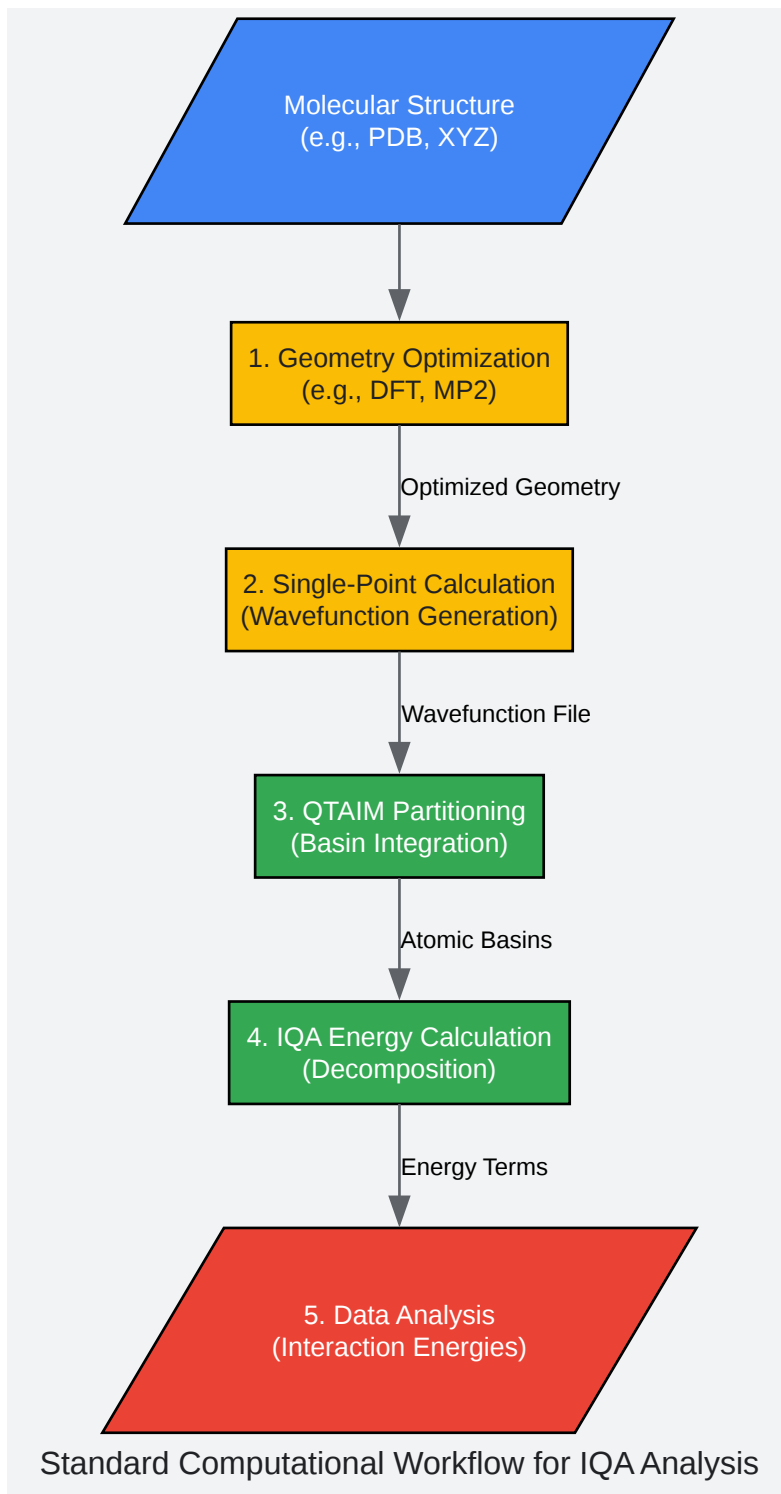 Molecular Structure
(e.g., PDB, XYZ)
1. Geometry Optimization
(e.g., DFT, MP2)
Optimized Geometry
2. Single-Point Calculation
(Wavefunction Generation)
Wavefunction File
3. QTAIM Partitioning
(Basin Integration)
Atomic Basins
4. IQA Energy Calculation
(Decomposition)
Energy Terms
5. Data Analysis
(Interaction Energies)
Standard Computational Workflow for IQA Analysis